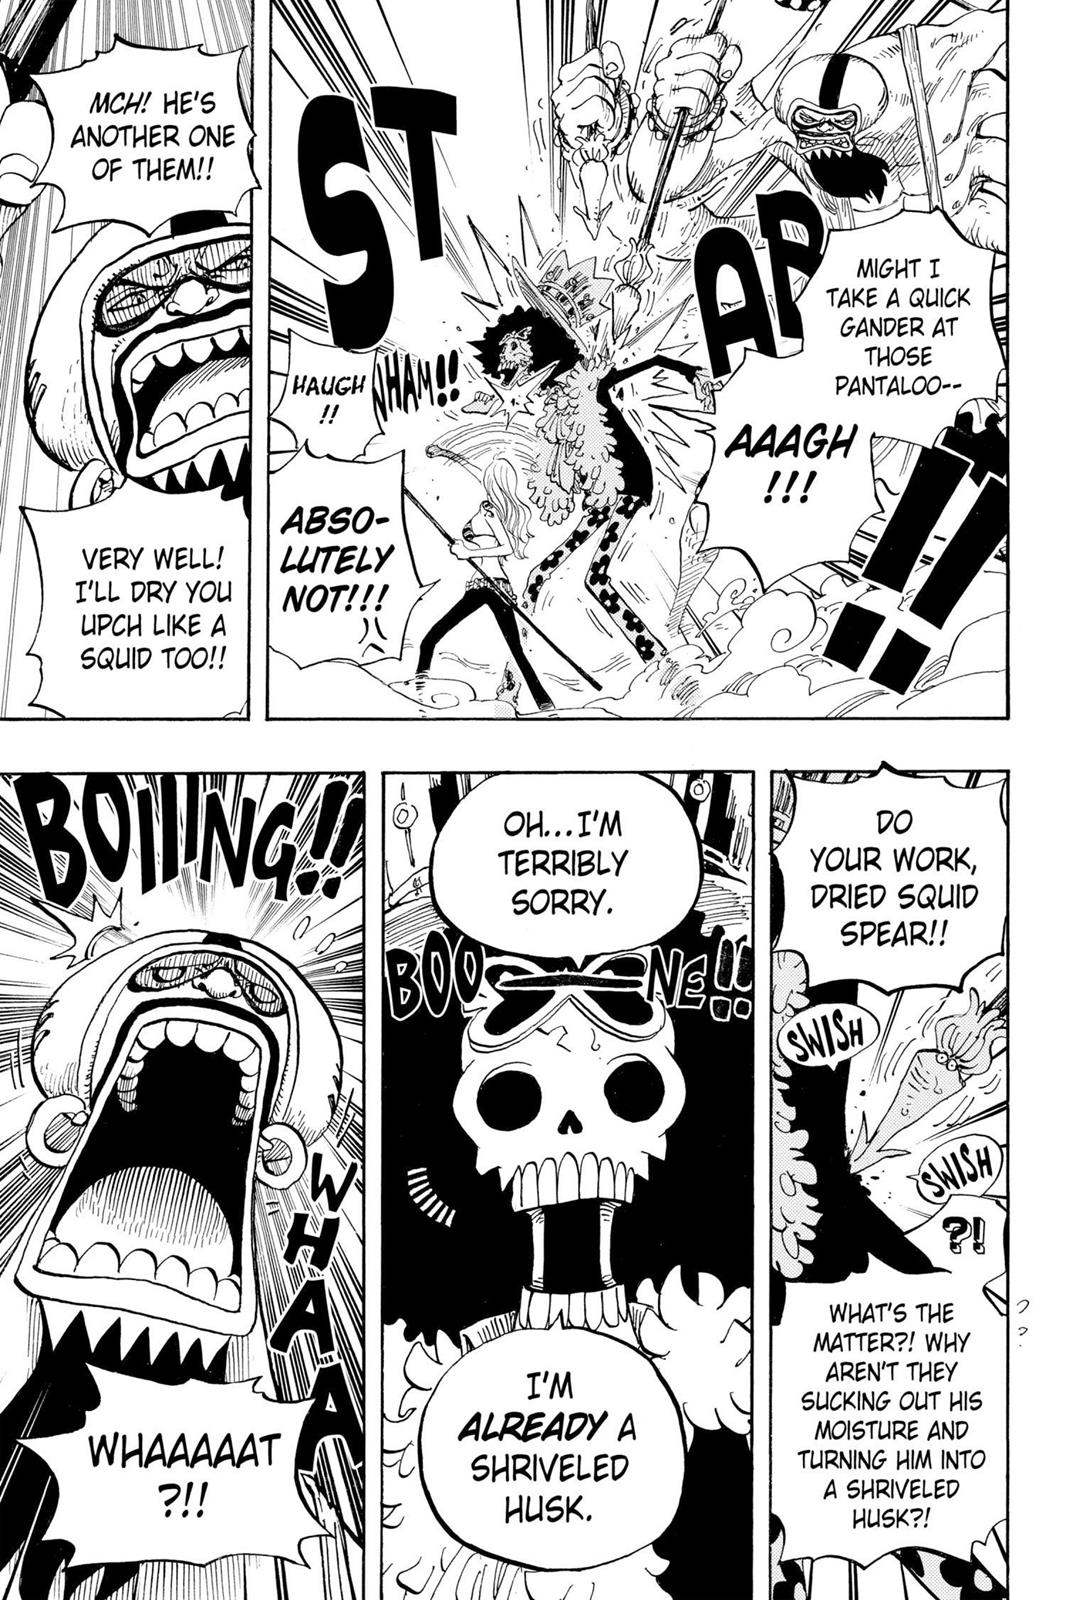 MIGHT I
TAKE A QUICK
GANDER AT
THOSE
PANTALOO--
AAAGH
!!!
STAP
!!
WHAM!!
HAUGH
!!
ABSO-
LUTELY
NOT!!!
MCH! HE'S
ANOTHER ONE
OF THEM!!
VERY WELL!
I'LL DRY YOU
UPCH LIKE A
SQUID TOO!!
DO
YOUR WORK,
DRIED SQUID
SPEAR!!
SWISH
SWISH
?!
WHAT'S THE
MATTER?! WHY
AREN'T THEY
SUCKING OUT HIS
MOISTURE AND
TURNING HIM INTO
A SHRIVELED
HUSK?!
?
?
OH...I'M
TERRIBLY
SORRY.
BOONE!!
I'M
ALREADY A
SHRIVELED
HUSK.
BOIIING!!
WHAAA
WHAAAAAT
?!!